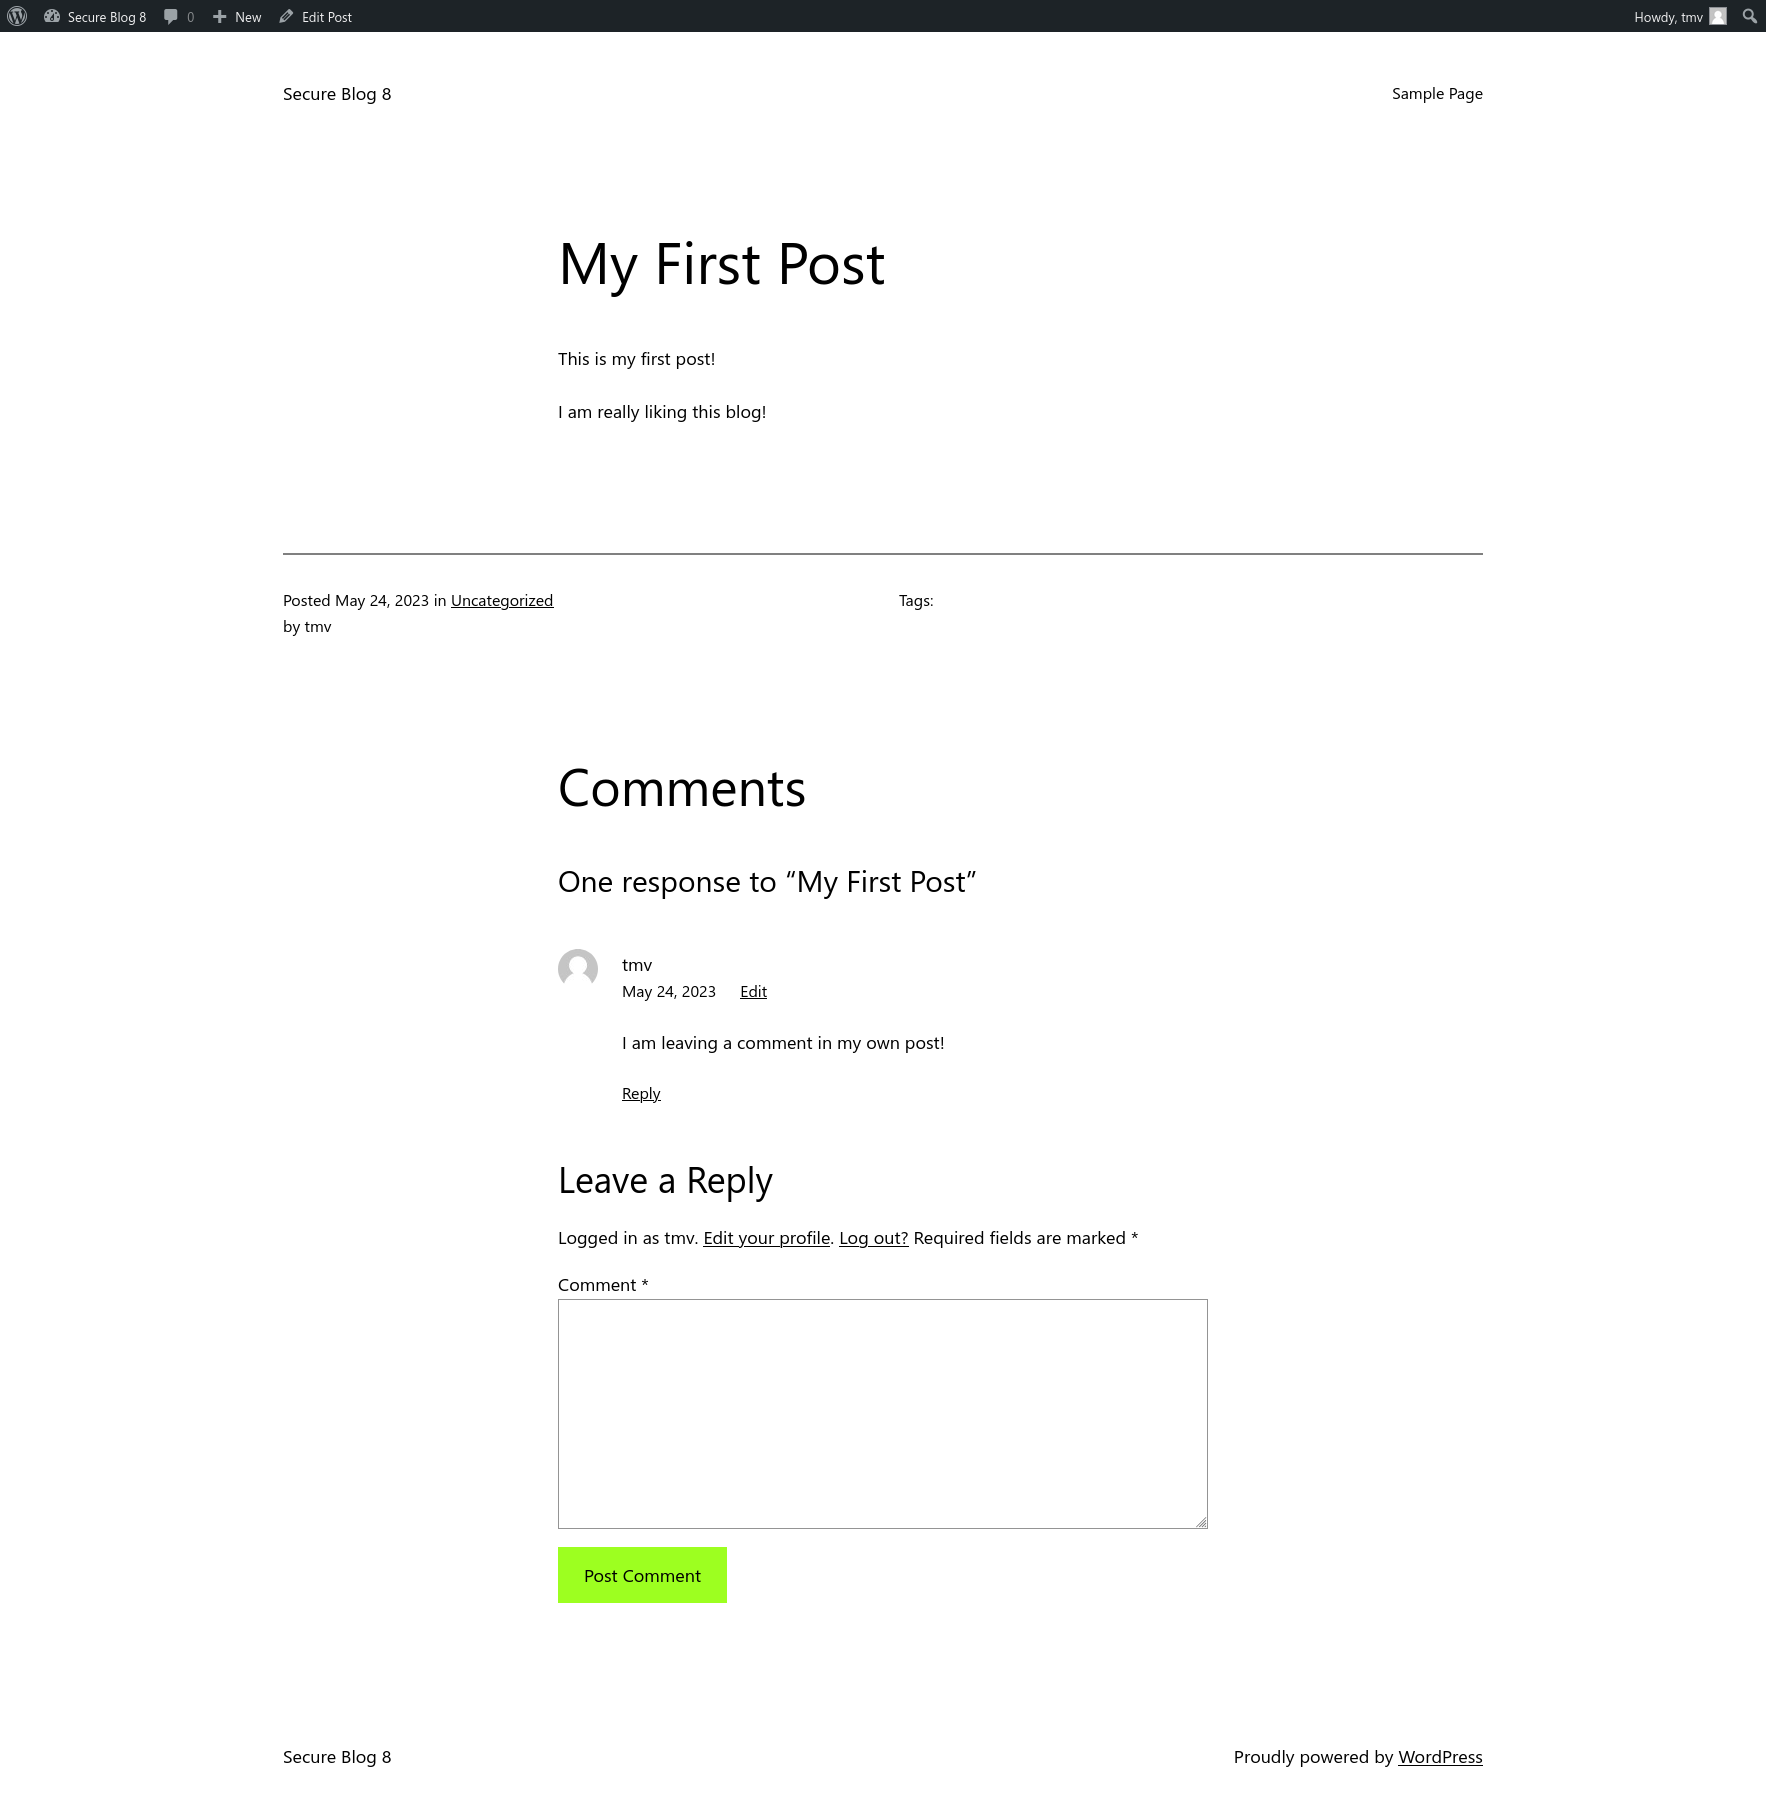 Secure Blog 8 0 New Edit Post Howdy, tmv
Secure Blog 8 Sample Page
My First Post
This is my first post!
I am really liking this blog!
Posted May 24, 2023 in Uncategorized
by tmv
Tags:
Comments
One response to “My First Post”
tmv
May 24, 2023 Edit
I am leaving a comment in my own post!
Reply
Leave a Reply
Logged in as tmv. Edit your profile. Log out? Required fields are marked *
Comment *
Post Comment
Secure Blog 8 Proudly powered by WordPress